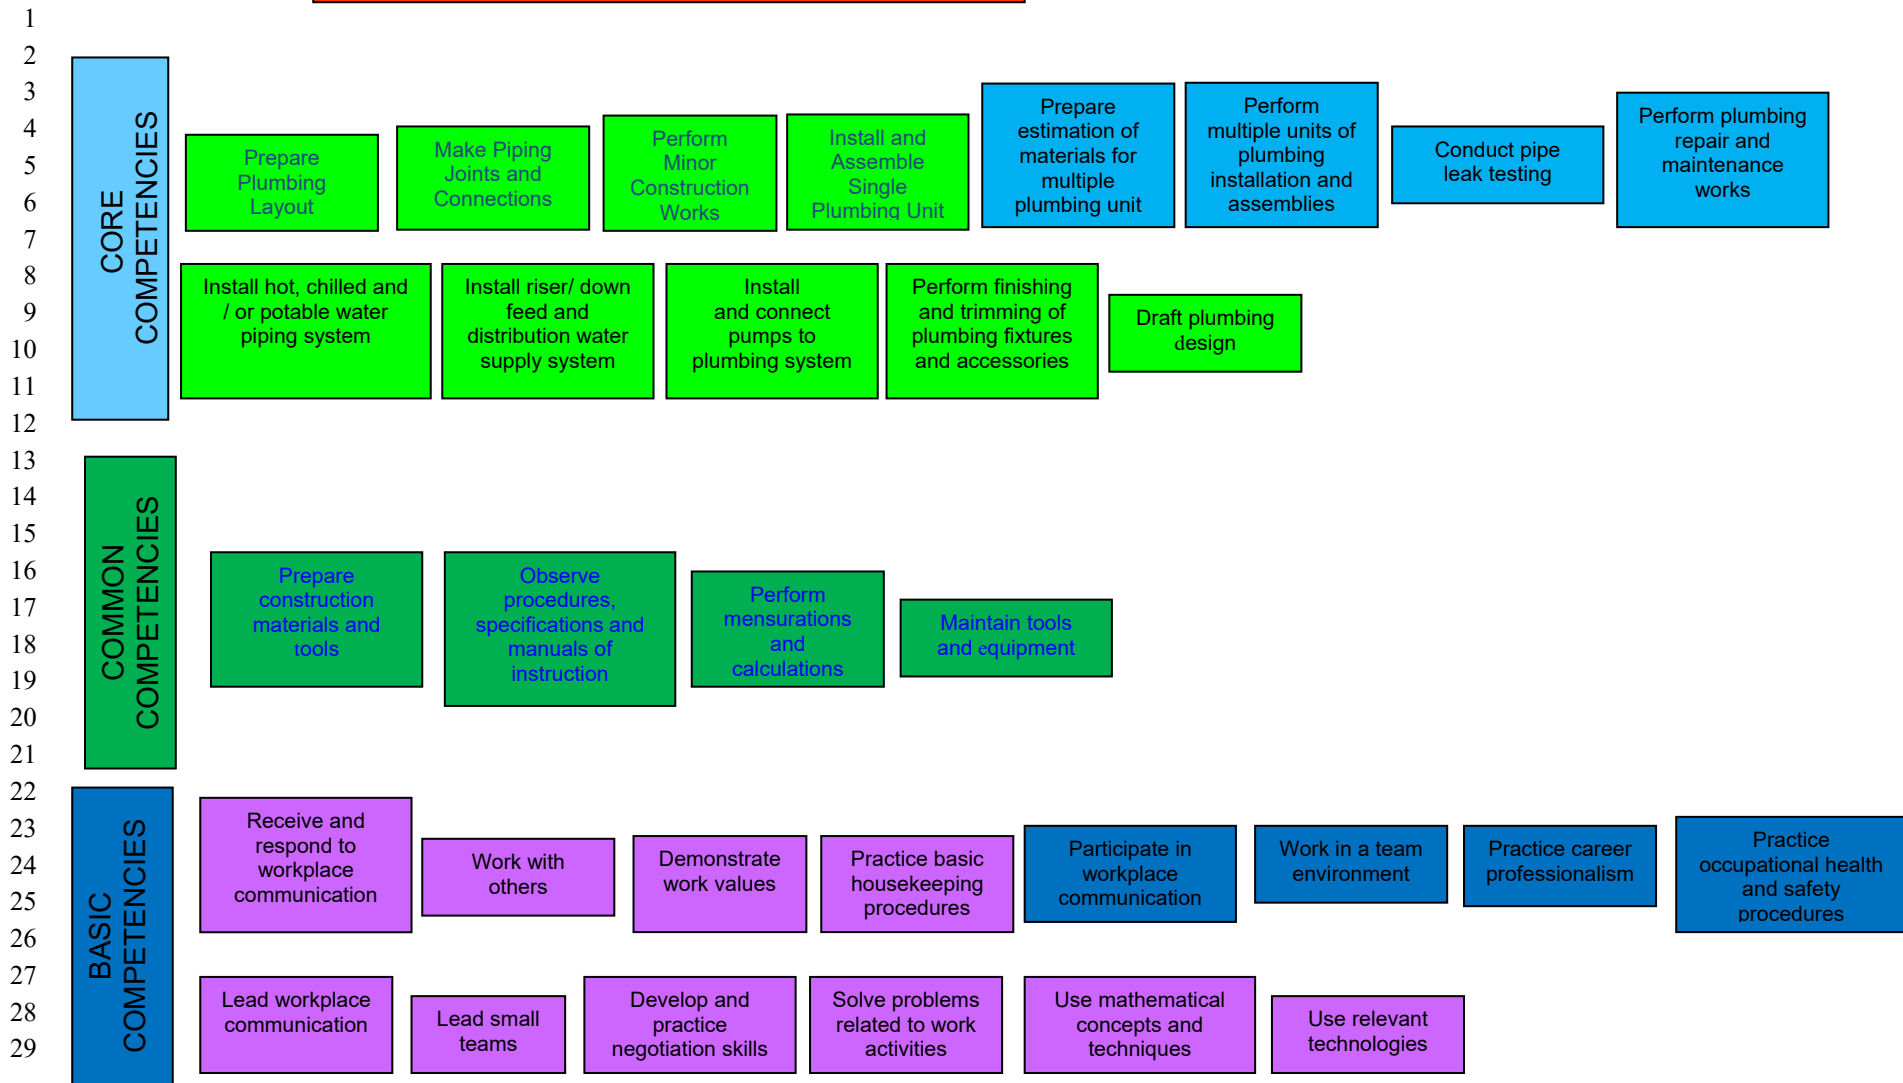 1
2
3
4
5
6
7
8
9
10
11
12
13
14
15
16
17
18
19
20
21
22
23
24
25
26
27
28
29
CORE
COMPETENCIES
Prepare
Plumbing
Layout
Make Piping
Joints and
Connections
Perform
Minor
Construction
Works
Install and
Assemble
Single
Plumbing Unit
Prepare
estimation of
materials for
multiple
plumbing unit
Perform
multiple units of
plumbing
installation and
assemblies
Conduct pipe
leak testing
Perform plumbing
repair and
maintenance
works
Install hot, chilled and
/ or potable water
piping system
Install riser/ down
feed and
distribution water
supply system
Install
and connect
pumps to
plumbing system
Perform finishing
and trimming of
plumbing fixtures
and accessories
Draft plumbing
design
COMMON
COMPETENCIES
Prepare
construction
materials and
tools
Observe
procedures,
specifications and
manuals of
instruction
Perform
mensurations
and
calculations
Maintain tools
and equipment
BASIC
COMPETENCIES
Receive and
respond to
workplace
communication
Work with
others
Demonstrate
work values
Practice basic
housekeeping
procedures
Participate in
workplace
communication
Work in a team
environment
Practice career
professionalism
Practice
occupational health
and safety
procedures
Lead workplace
communication
Lead small
teams
Develop and
practice
negotiation skills
Solve problems
related to work
activities
Use mathematical
concepts and
techniques
Use relevant
technologies